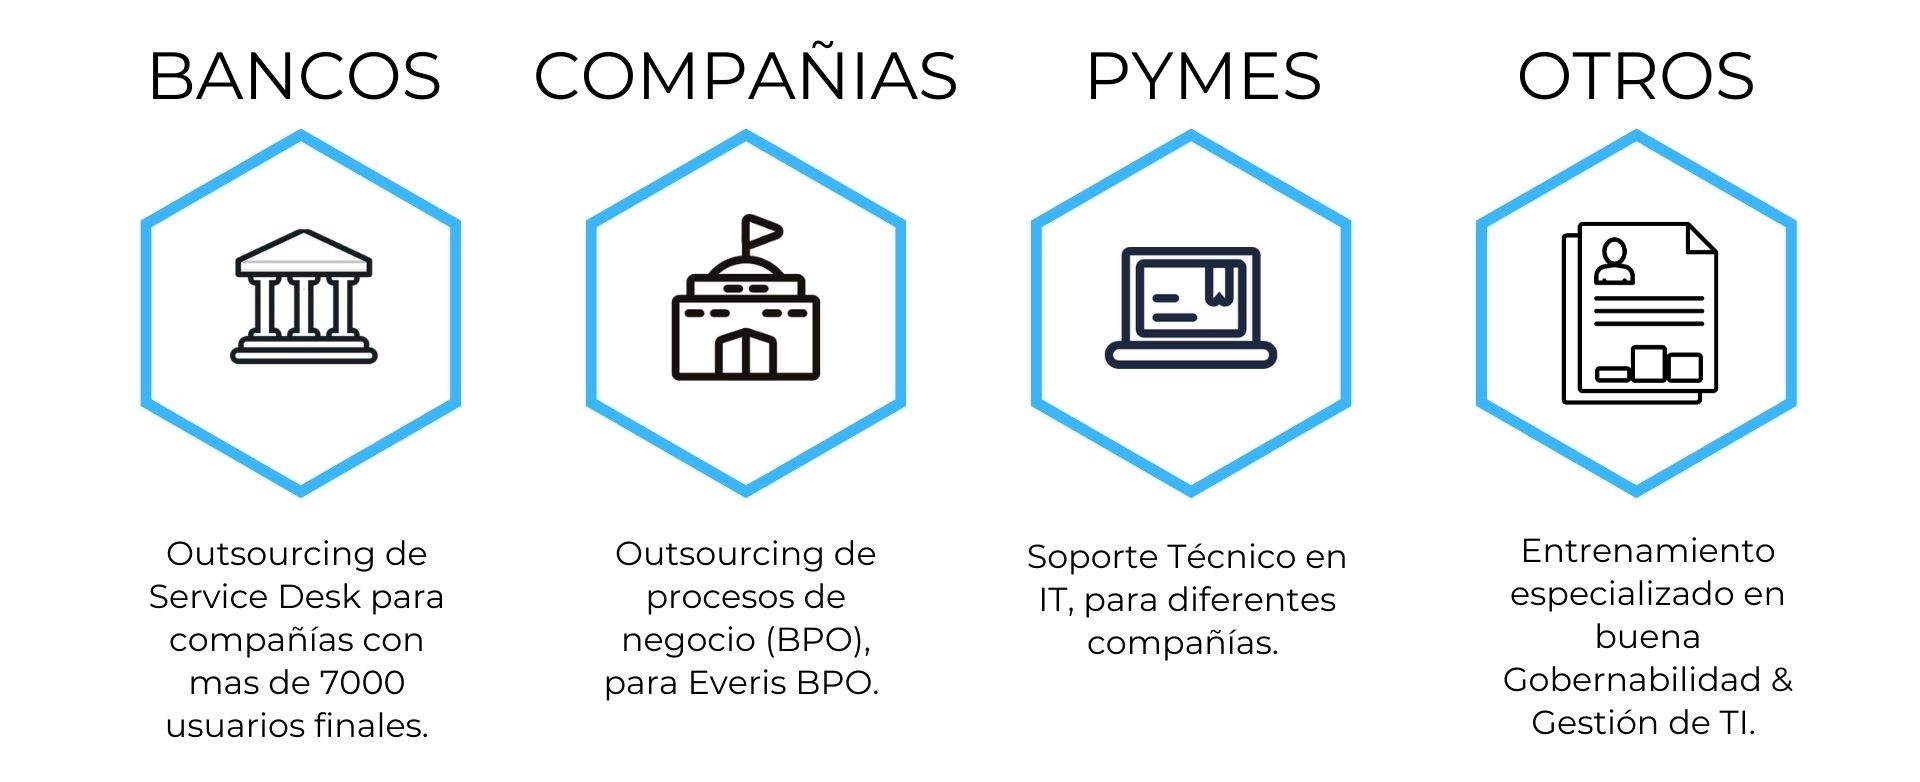 BANCOS
COMPAÑIAS
PYMES
OTROS
Outsourcing de
Service Desk para
compañías con
mas de 7000
usuarios finales.
Outsourcing de
procesos de
negocio (BPO),
para Everis BPO.
Soporte Técnico en
IT, para diferentes
compañías.
Entrenamiento
especializado en
buena
Gobernabilidad &
Gestión de TI.